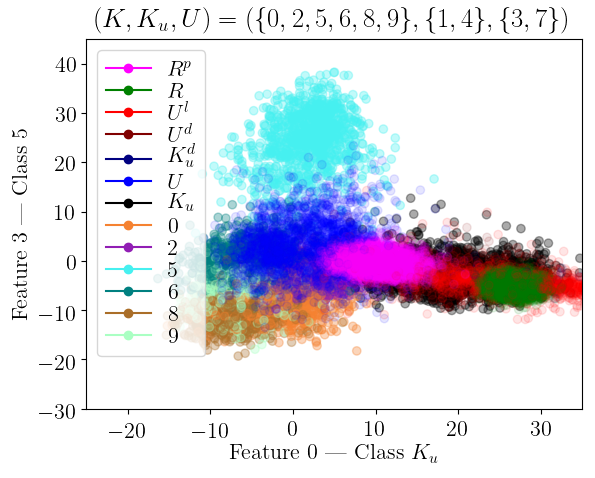 (K, K_u, U) = ({0, 2, 5, 6, 8, 9}, {1, 4}, {3, 7})
Feature 3 — Class 5
40
30
20
10
0
−10
−20
−30
R^p
R
U^l
U^d
K_u^d
U
K_u
0
2
5
6
8
9
−20 −10 0 10 20 30
Feature 0 — Class K_u